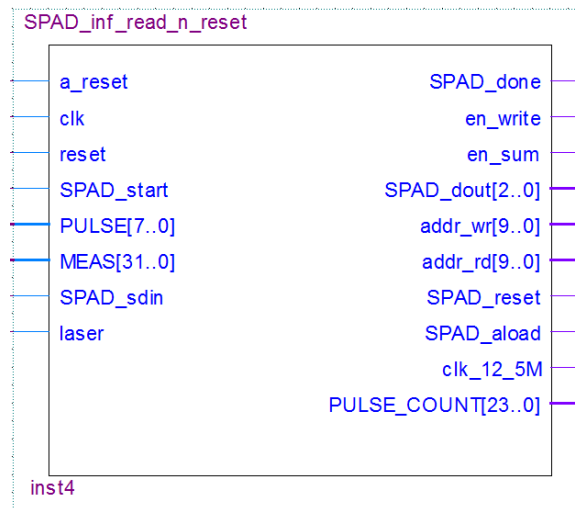 SPAD_inf_read_n_reset
a_reset SPAD_done
clk en_write
reset en_sum
SPAD_start SPAD_dout[2..0]
PULSE[7..0] addr_wr[9..0]
MEAS[31..0] addr_rd[9..0]
SPAD_sdin SPAD_reset
laser SPAD_aload
clk_12_5M
PULSE_COUNT[23..0]
inst4